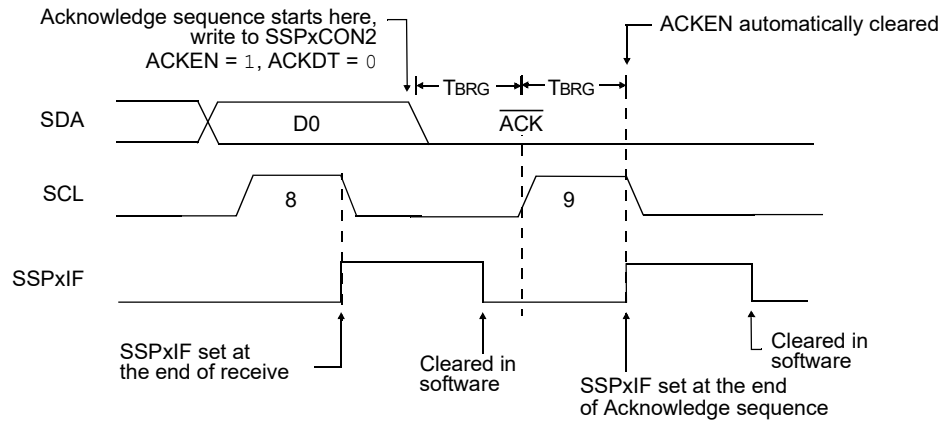 Acknowledge sequence starts here,
write to SSPxCON2
ACKEN = 1, ACKDT = 0
ACKEN automatically cleared
TBRG
TBRG
SDA
D0
ACK
SCL
8
9
SSPxIF
SSPxIF set at
the end of receive
Cleared in
software
SSPxIF set at the end
of Acknowledge sequence
Cleared in
software